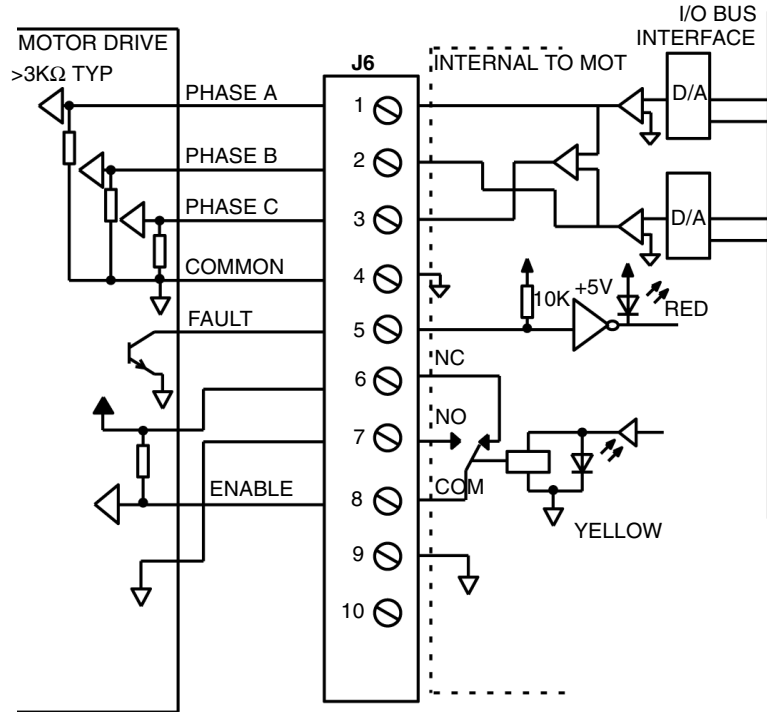 I/O BUS
INTERFACE
MOTOR DRIVE
>3KΩ TYP
J6
INTERNAL TO MOT
PHASE A
1
D/A
PHASE B
2
PHASE C
3
D/A
COMMON
4
10K
+5V
RED
FAULT
5
NC
6
NO
7
COM
ENABLE
8
YELLOW
9
10